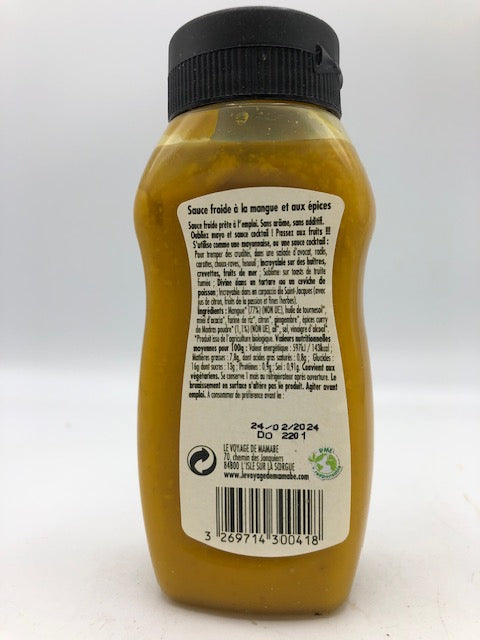 Sauce froide à la mangue et aux épices
Sauce froide prête à l'emploi. Sans arôme, sans additif.
Oubliez mayo et sauce cocktail ! Passez aux fruits !!!
S'utilise comme une mayonnaise, ou une sauce cocktail :
Pour tremper des crudités, dans une salade d'avocat, radis,
carottes, choux-raves, fenouil ; incroyable sur des huîtres,
crevettes, fruits de mer ; Sublime sur toasts de truite
fumée ; Divine dans un tartare ou un ceviche de
poisson ; Incroyable dans un carpaccio de Saint-Jacques (avec
jus de citron, fruits de la passion et fines herbes).
Ingrédients : Mangue* (77%) (NON UE), huile de tournesol*,
miel d'acacia*, farine de riz*, citron*, gingembre*, épices curry
de Madras poudre* (1,1%) (NON UE), ail*, sel, vinaigre d'alcool*.
*Produit issu de l'agriculture biologique. Valeurs nutritionnelles
moyennes pour 100g : Valeur énergétique : 597kJ / 143kcal ;
Matières grasses : 7,8g, dont acides gras saturés : 0,8g ; Glucides :
16g dont sucres : 13g ; Protéines : 0,9g ; Sel : 0,91g. Convient aux
végétariens. Se conserve 1 mois au réfrigérateur après ouverture. Le
brunissement en surface n'altère pas le produit. Agiter avant
emploi. A consommer de préférence avant le :
24/02/2024
DO 2201
LE VOYAGE DE MAMABE
70, chemin des Jonquiers
84800 L'ISLE SUR LA SORGUE
www.levoyagedemamabe.com
PME+
3 269714 300418